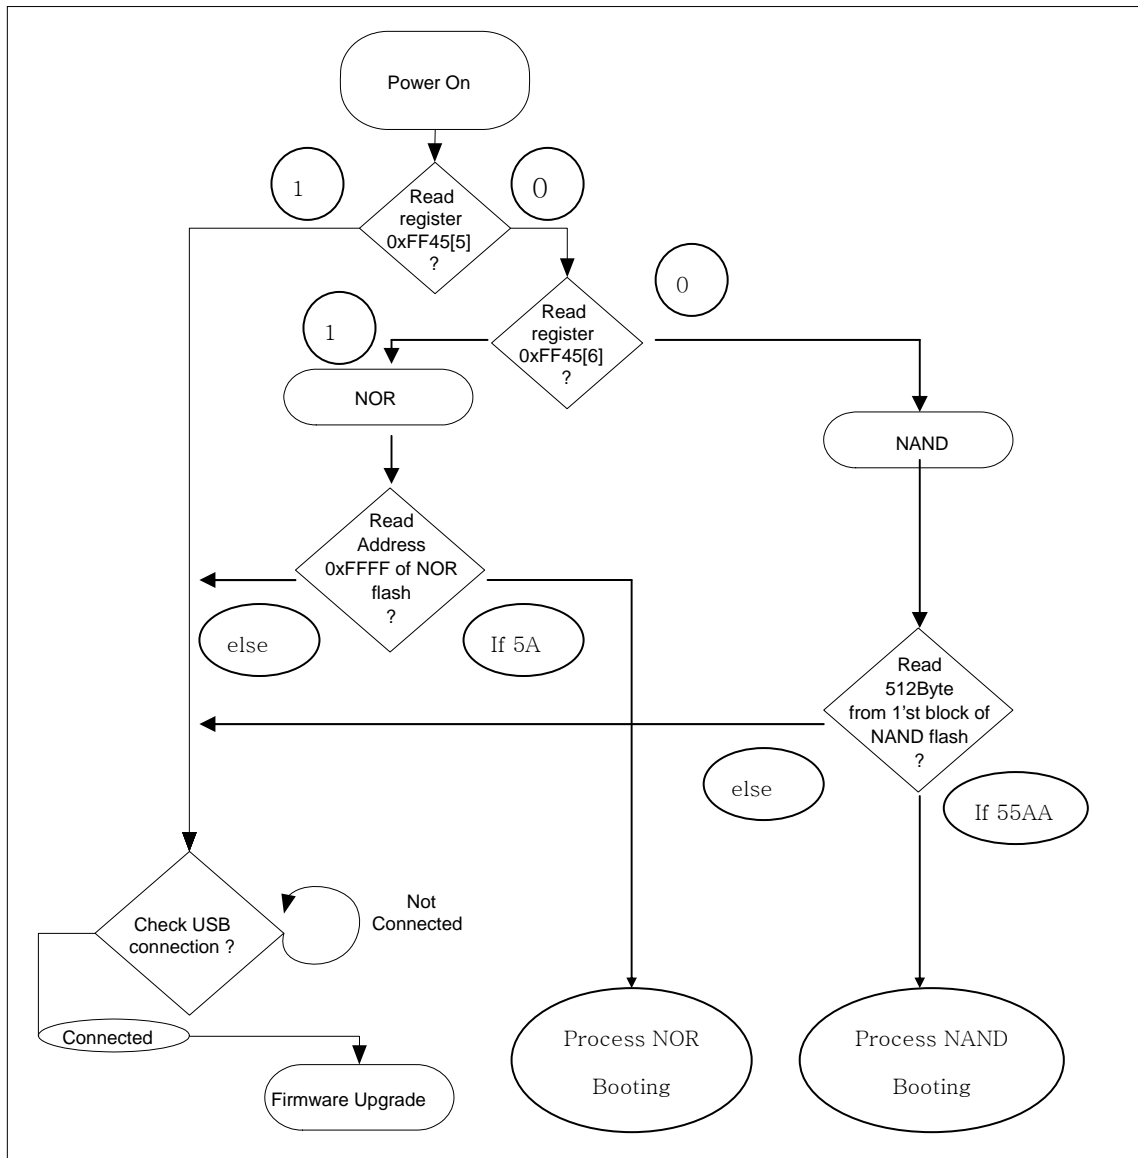 Power On
1
0
Read
register
0xFF45[5]
?
0
1
Read
register
0xFF45[6]
?
NOR
NAND
Read
Address
0xFFFF of NOR
flash
?
else
If 5A
Read
512Byte
from 1'st block of
NAND flash
?
else
If 55AA
Check USB
connection ?
Not
Connected
Connected
Firmware Upgrade
Process NOR
Booting
Process NAND
Booting